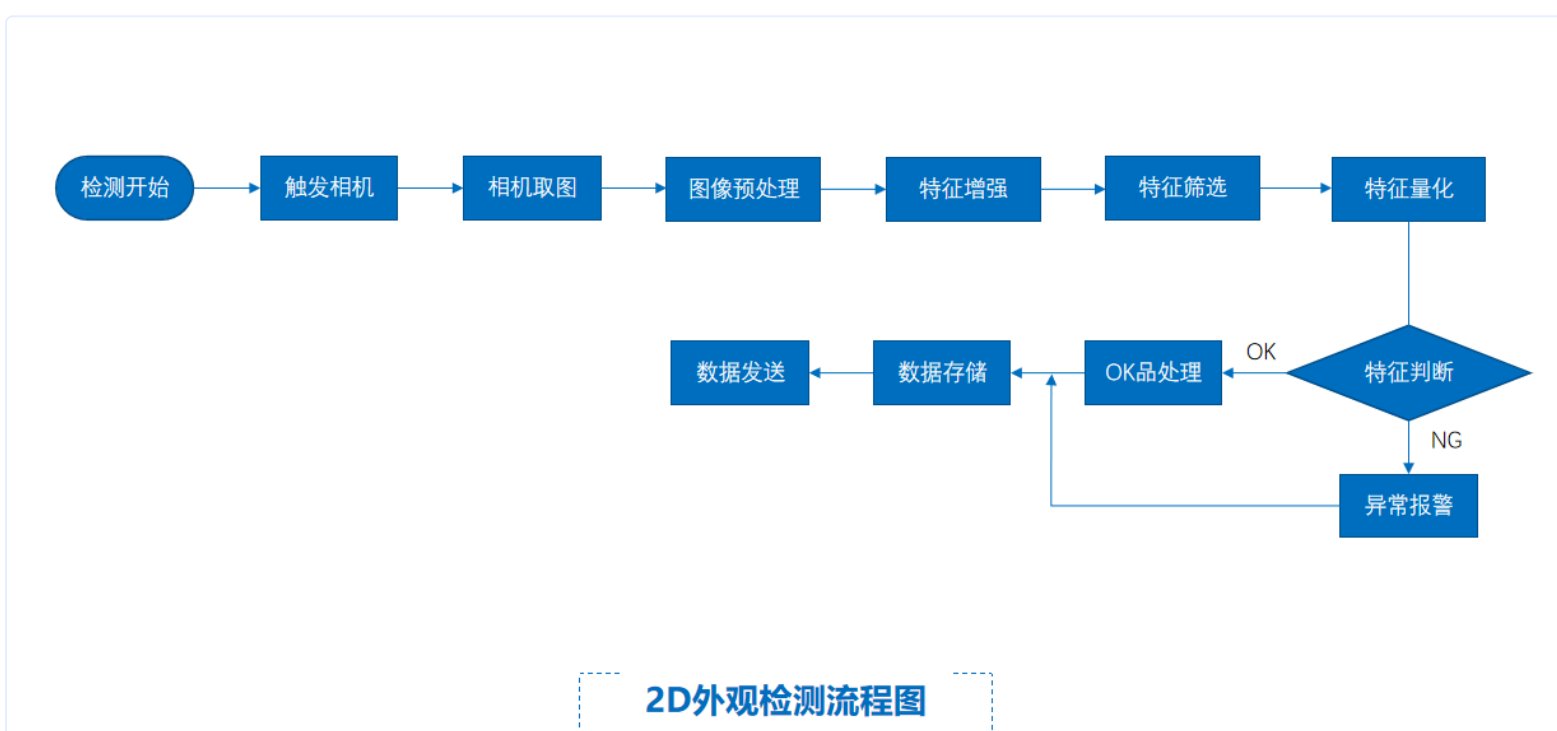 检测开始
触发相机
相机取图
图像预处理
特征增强
特征筛选
特征量化
数据发送
数据存储
OK品处理
OK
特征判断
NG
异常报警
2D外观检测流程图